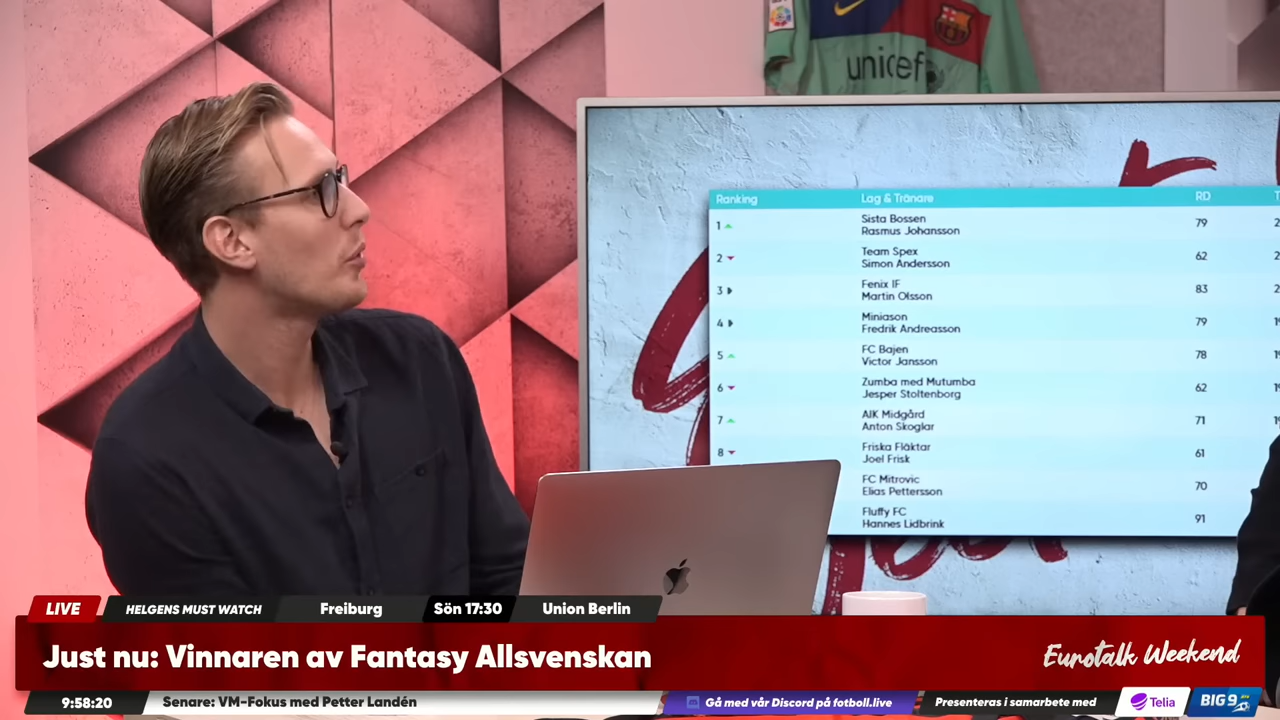 unicef
Ranking Lag & Tränare RD
1 Sista Bossen 79
Rasmus Johansson
2 Team Spex 62
Simon Andersson
3 Fenix IF 83
Martin Olsson
4 Miniason 79
Fredrik Andreasson
5 FC Bajen 78
Victor Jansson
6 Zumba med Mutumba 62
Jesper Stoltenborg
7 AIK Midgård 71
Anton Skoglar
8 Friska Fläktar 61
Joel Frisk
FC Mitrovic 70
Elias Pettersson
Fluffy FC 91
Hannes Lidbrink
LIVE HELGENS MUST WATCH Freiburg Sön 17:30 Union Berlin
Just nu: Vinnaren av Fantasy Allsvenskan
Eurotalk Weekend
9:58:20 Senare: VM-Fokus med Petter Landén Gå med vår Discord på fotboll.live Presenteras i samarbete med Telia BIG9